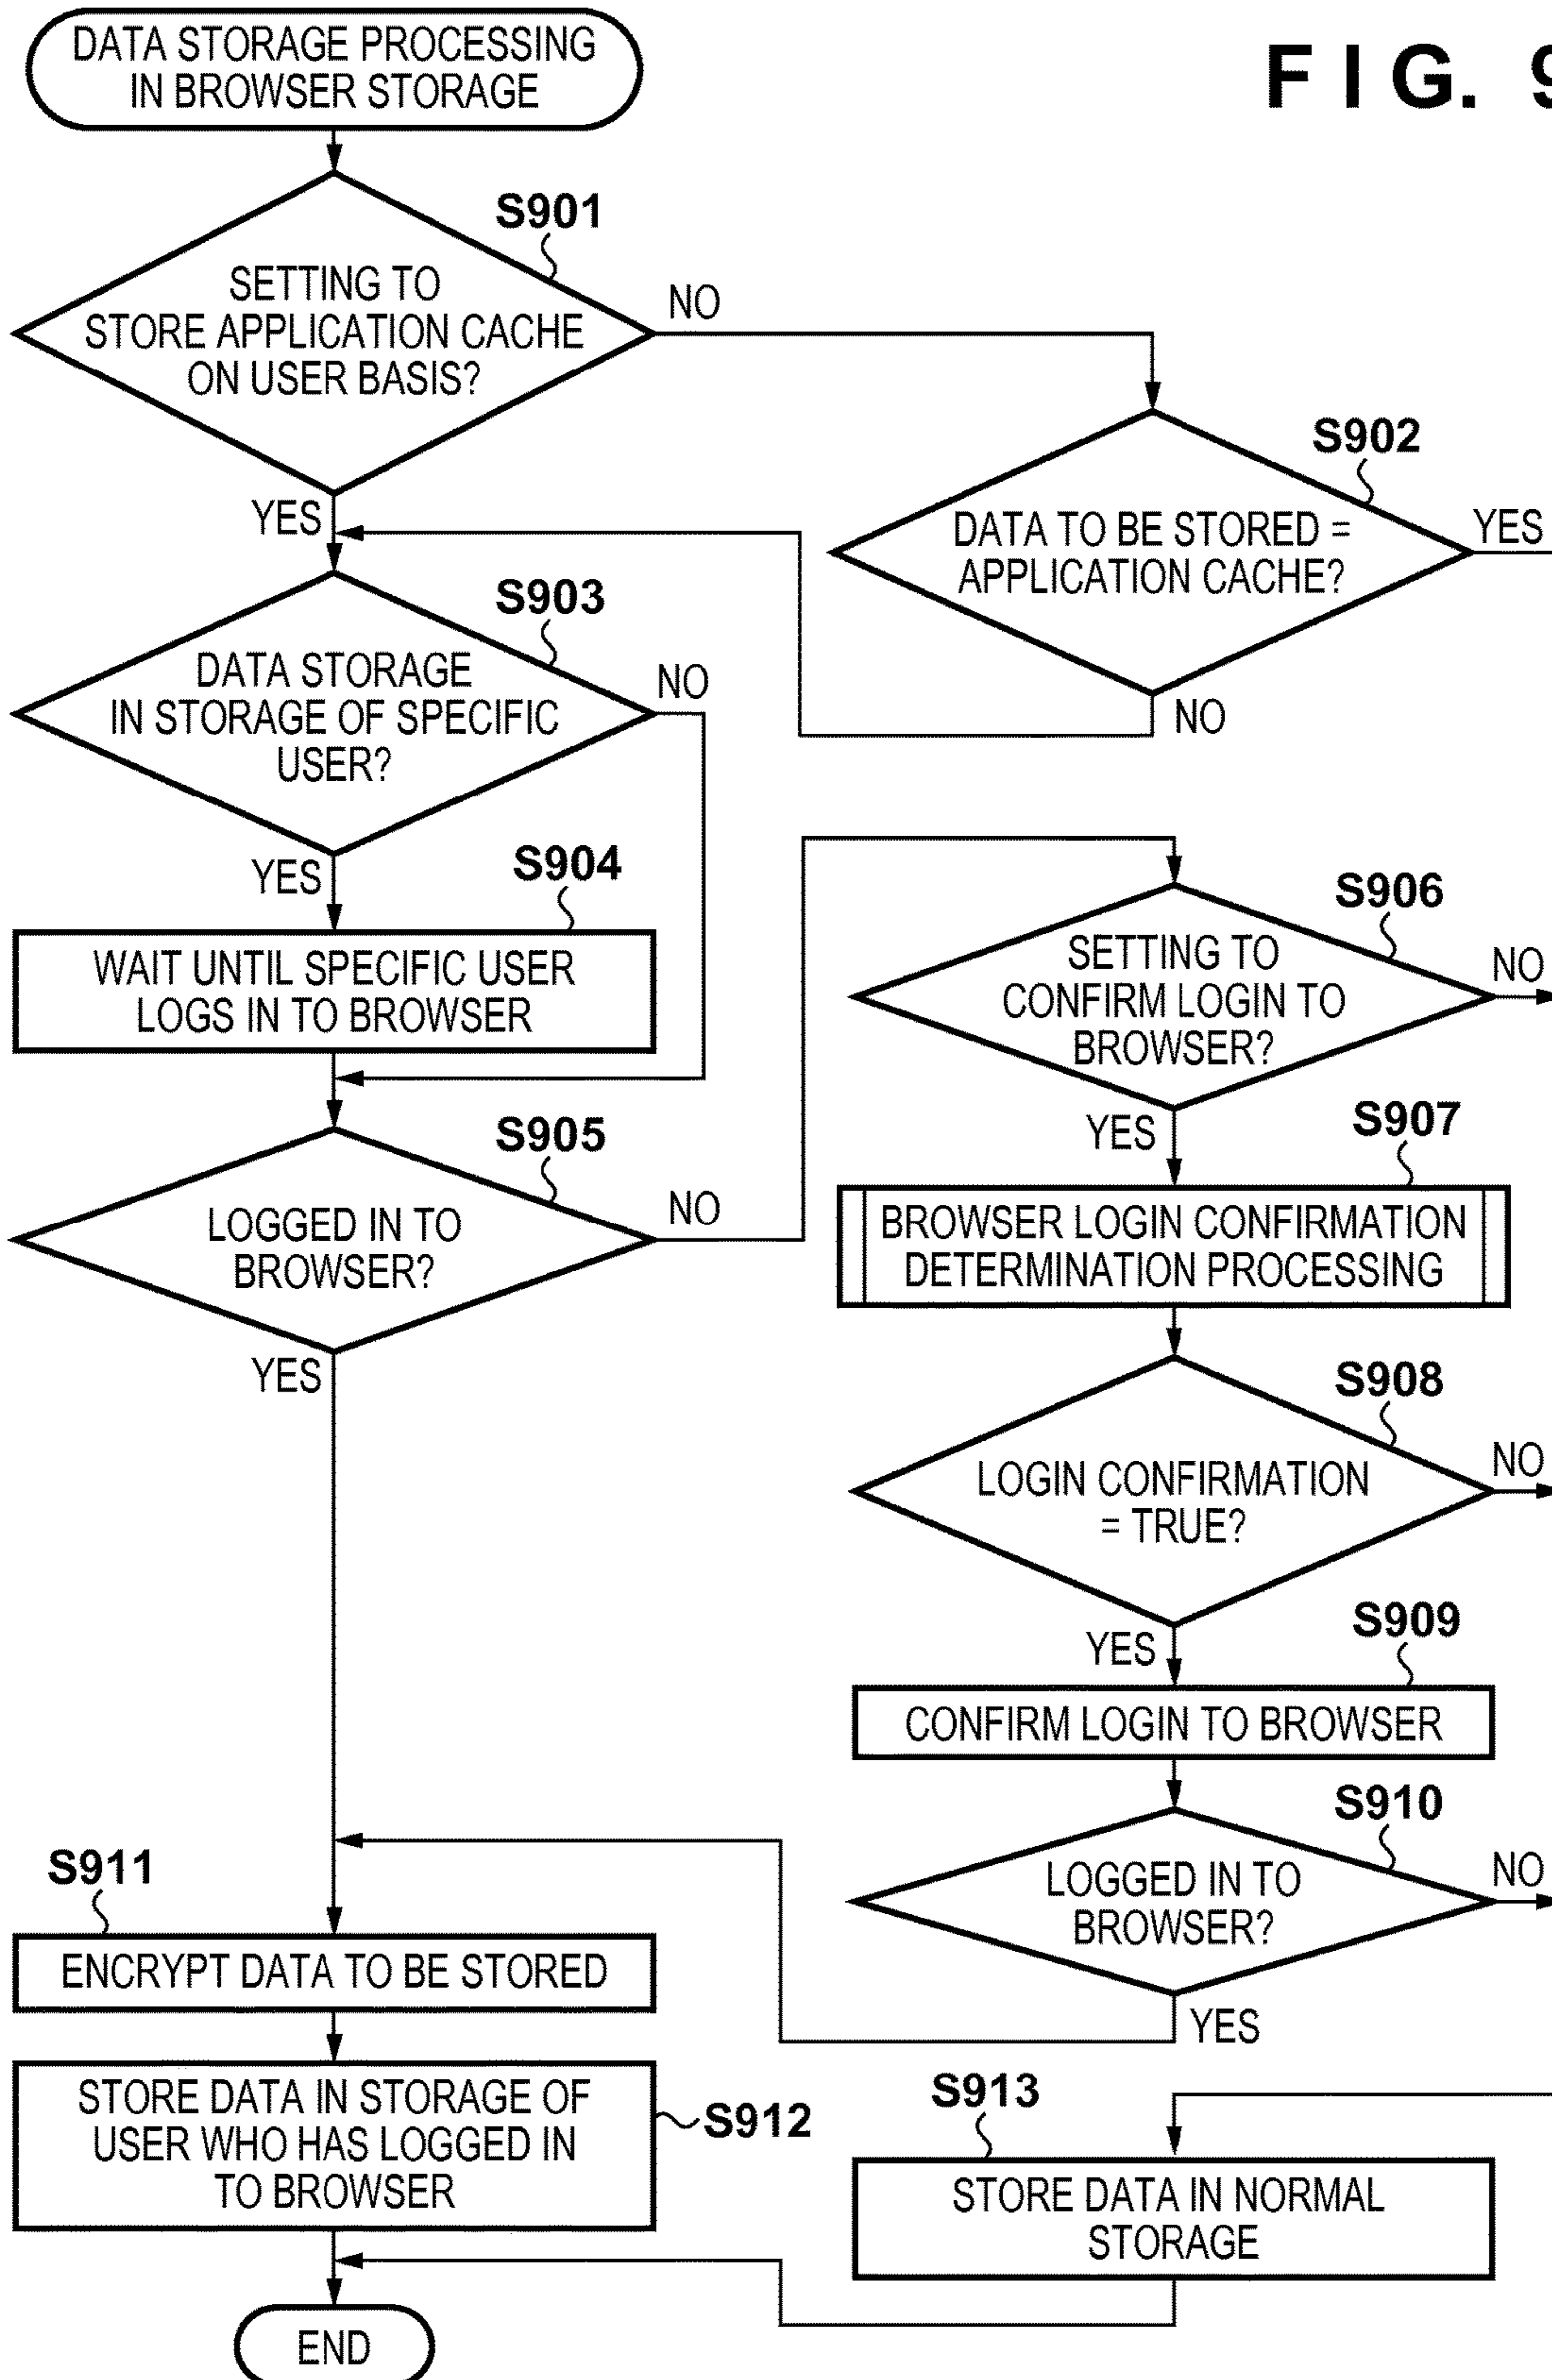 DATA STORAGE PROCESSING
IN BROWSER STORAGE
FIG. 9
S901
SETTING TO
STORE APPLICATION CACHE
ON USER BASIS?
NO
YES
S902
DATA TO BE STORED =
APPLICATION CACHE?
YES
NO
S903
DATA STORAGE
IN STORAGE OF SPECIFIC
USER?
NO
YES
S904
WAIT UNTIL SPECIFIC USER
LOGS IN TO BROWSER
S905
LOGGED IN TO
BROWSER?
NO
YES
S906
SETTING TO
CONFIRM LOGIN TO
BROWSER?
NO
YES
S907
BROWSER LOGIN CONFIRMATION
DETERMINATION PROCESSING
S908
LOGIN CONFIRMATION
= TRUE?
NO
YES
S909
CONFIRM LOGIN TO BROWSER
S910
LOGGED IN TO
BROWSER?
NO
YES
S911
ENCRYPT DATA TO BE STORED
STORE DATA IN STORAGE OF
USER WHO HAS LOGGED IN
TO BROWSER
S912
S913
STORE DATA IN NORMAL
STORAGE
END